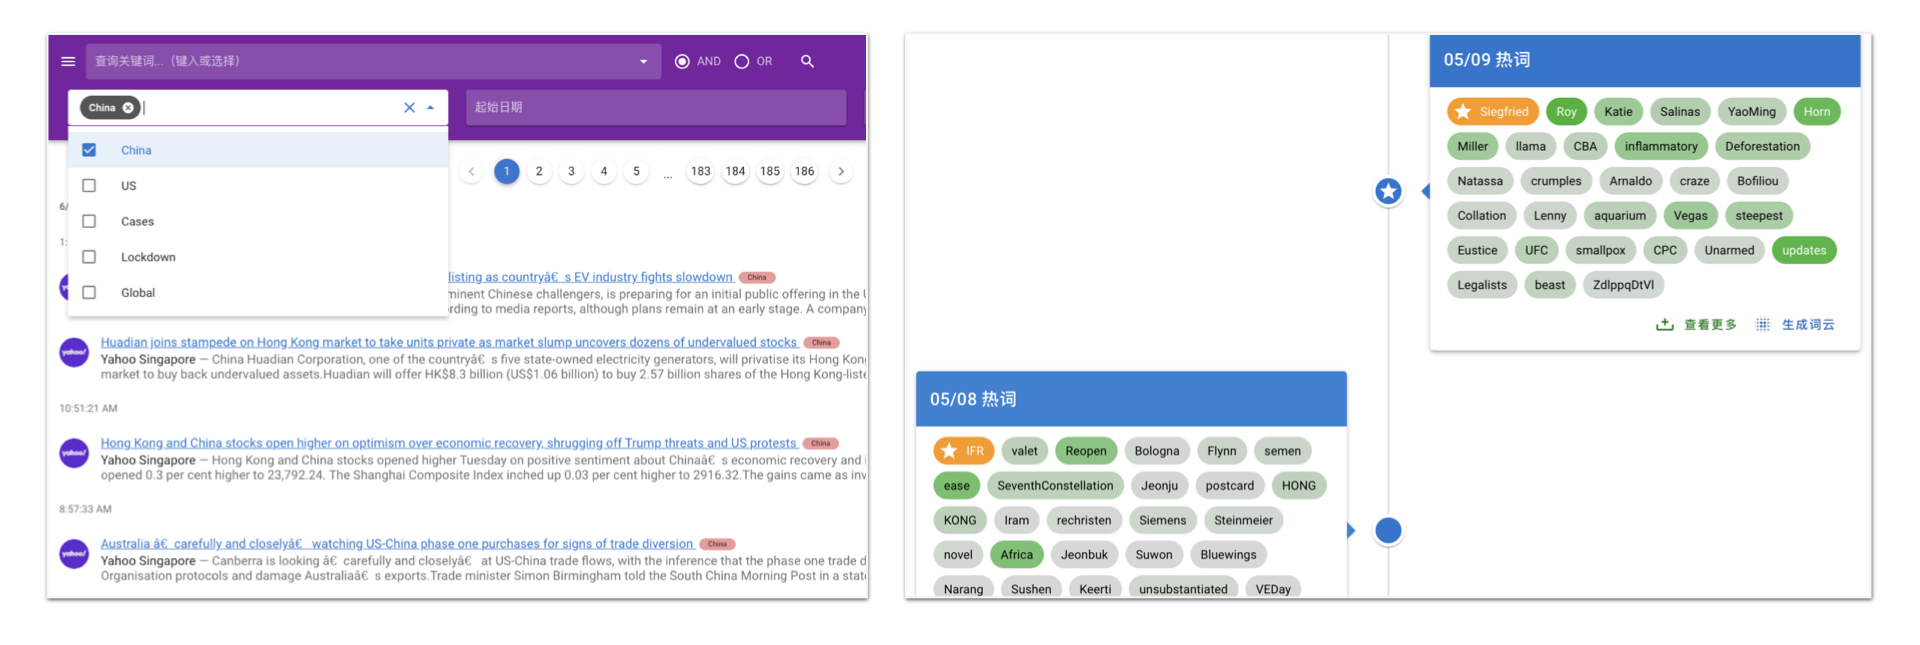 查询关键词... （键入或选择）
AND
OR
China
起始日期
China
US
Cases
Lockdown
Global
1 2 3 4 5 ... 183 184 185 186
6/
1:
listing as countryâ€ s EV industry fights slowdown China
minent Chinese challengers, is preparing for an initial public offering in the
rding to media reports, although plans remain at an early stage. A company
Huadian joins stampede on Hong Kong market to take units private as market slump uncovers dozens of undervalued stocks China
yahoo!
Yahoo Singapore — China Huadian Corporation, one of the countryâ€ s five state-owned electricity generators, will privatise its Hong Kon
market to buy back undervalued assets.Huadian will offer HK$8.3 billion (US$1.06 billion) to buy 2.57 billion shares of the Hong Kong-liste
10:51:21 AM
Hong Kong and China stocks open higher on optimism over economic recovery, shrugging off Trump threats and US protests China
yahoo!
Yahoo Singapore — Hong Kong and China stocks opened higher Tuesday on positive sentiment about Chinaâ€ s economic recovery and
opened 0.3 per cent higher to 23,792.24. The Shanghai Composite Index inched up 0.03 per cent higher to 2916.32.The gains came as inv
8:57:33 AM
Australia â€ carefully and closelyâ€ watching US-China phase one purchases for signs of trade diversion China
yahoo!
Yahoo Singapore — Canberra is looking â€ carefully and closelyâ€ at US-China trade flows, with the inference that the phase one trade d
Organisation protocols and damage Australiaâ€ s exports.Trade minister Simon Birmingham told the South China Morning Post in a stat
05/09 热词
Siegfried Roy Katie Salinas YaoMing Horn
Miller llama CBA inflammatory Deforestation
Natassa crumples Arnaldo craze Bofiliou
Collation Lenny aquarium Vegas steepest
Eustice UFC smallpox CPC Unarmed updates
Legalists beast ZdlppqDtVl
查看更多 生成词云
05/08 热词
IFR valet Reopen Bologna Flynn semen
ease SeventhConstellation Jeonju postcard HONG
KONG Iram rechristen Siemens Steinmeier
novel Africa Jeonbuk Suwon Bluewings
Narang Sushen Keerti unsubstantiated VEDay